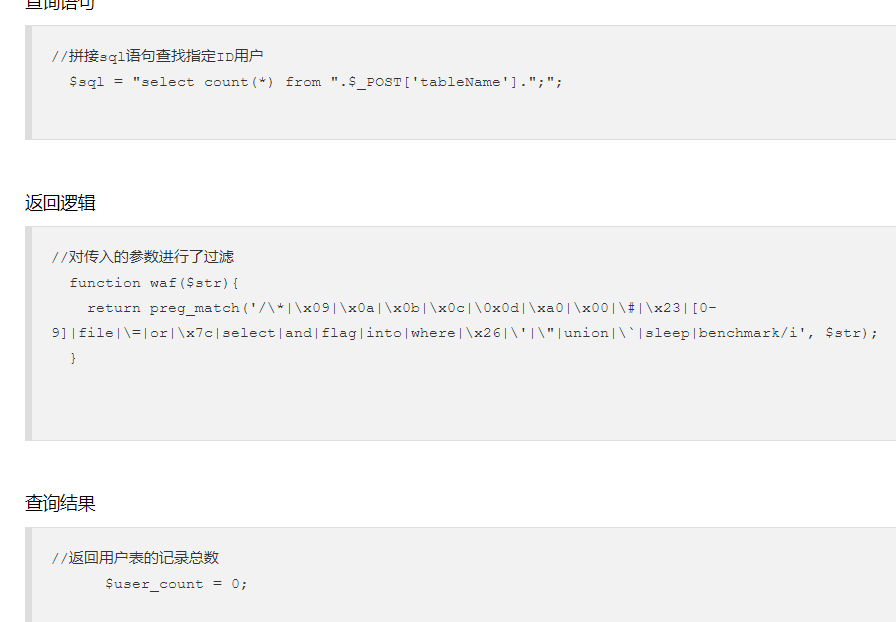 查询语句
//拼接sql语句查找指定ID用户
$sql = "select count(*) from ".$_POST['tableName'].";";
返回逻辑
//对传入的参数进行了过滤
function waf($str){
return preg_match('/\*|\x09|\x0a|\x0b|\x0c|\0x0d|\xa0|\x00|\#|\x23|[0-
9]|file|\=|or|\x7c|select|and|flag|into|where|\x26|\'|\"|union|\`|sleep|benchmark/i', $str);
}
查询结果
//返回用户表的记录总数
$user_count = 0;